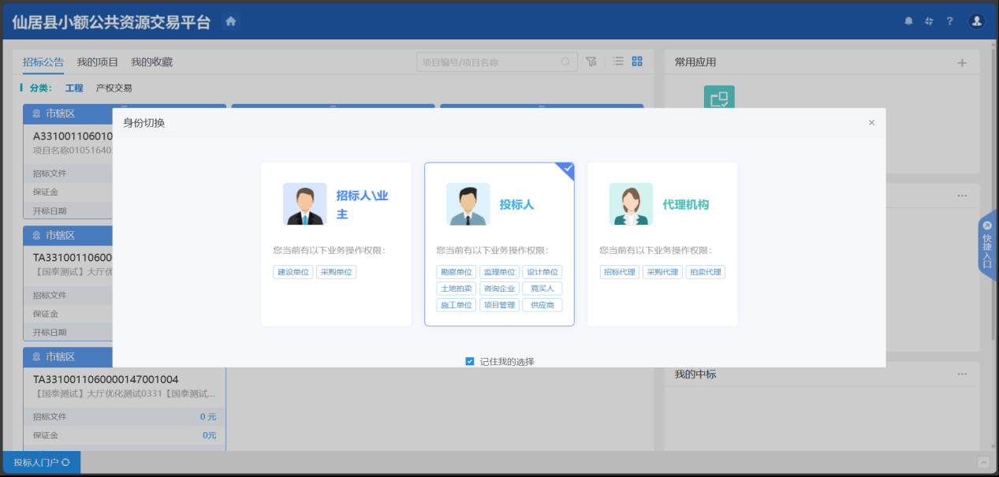 仙居县小额公共资源交易平台
招标公告 我的项目 我的收藏
项目编号/项目名称
常用应用
分类： 工程 产权交易
市辖区
身份切换
A331001106010
项目名称01051640
招标文件
保证金
开标日期
招标人\业主
投标人
代理机构
您当前有以下业务操作权限：
建设单位 采购单位
您当前有以下业务操作权限：
勘察单位 监理单位 设计单位
土地拍卖 咨询企业 竞买人
施工单位 项目管理 供应商
您当前有以下业务操作权限：
招标代理 采购代理 拍卖代理
快捷入口
市辖区
TA3310011060
【国泰测试】大厅优
招标文件
保证金
开标日期
记住我的选择
市辖区
TA3310011060000147001004
【国泰测试】大厅优化测试0331【国泰测试...
招标文件 0 元
保证金 0元
我的中标
投标人门户